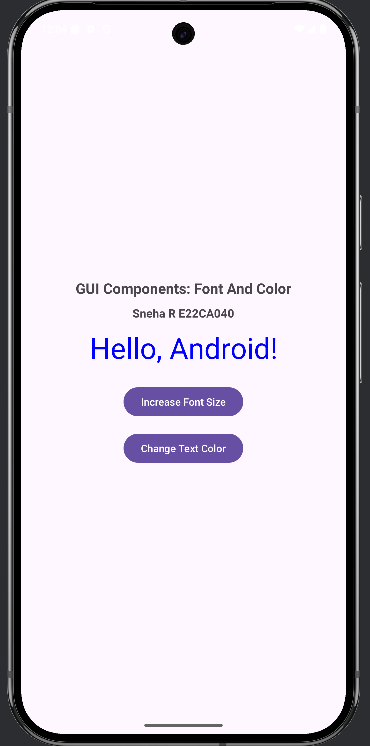 GUI Components: Font And Color
Sneha R E22CA040
Hello, Android!
Increase Font Size
Change Text Color